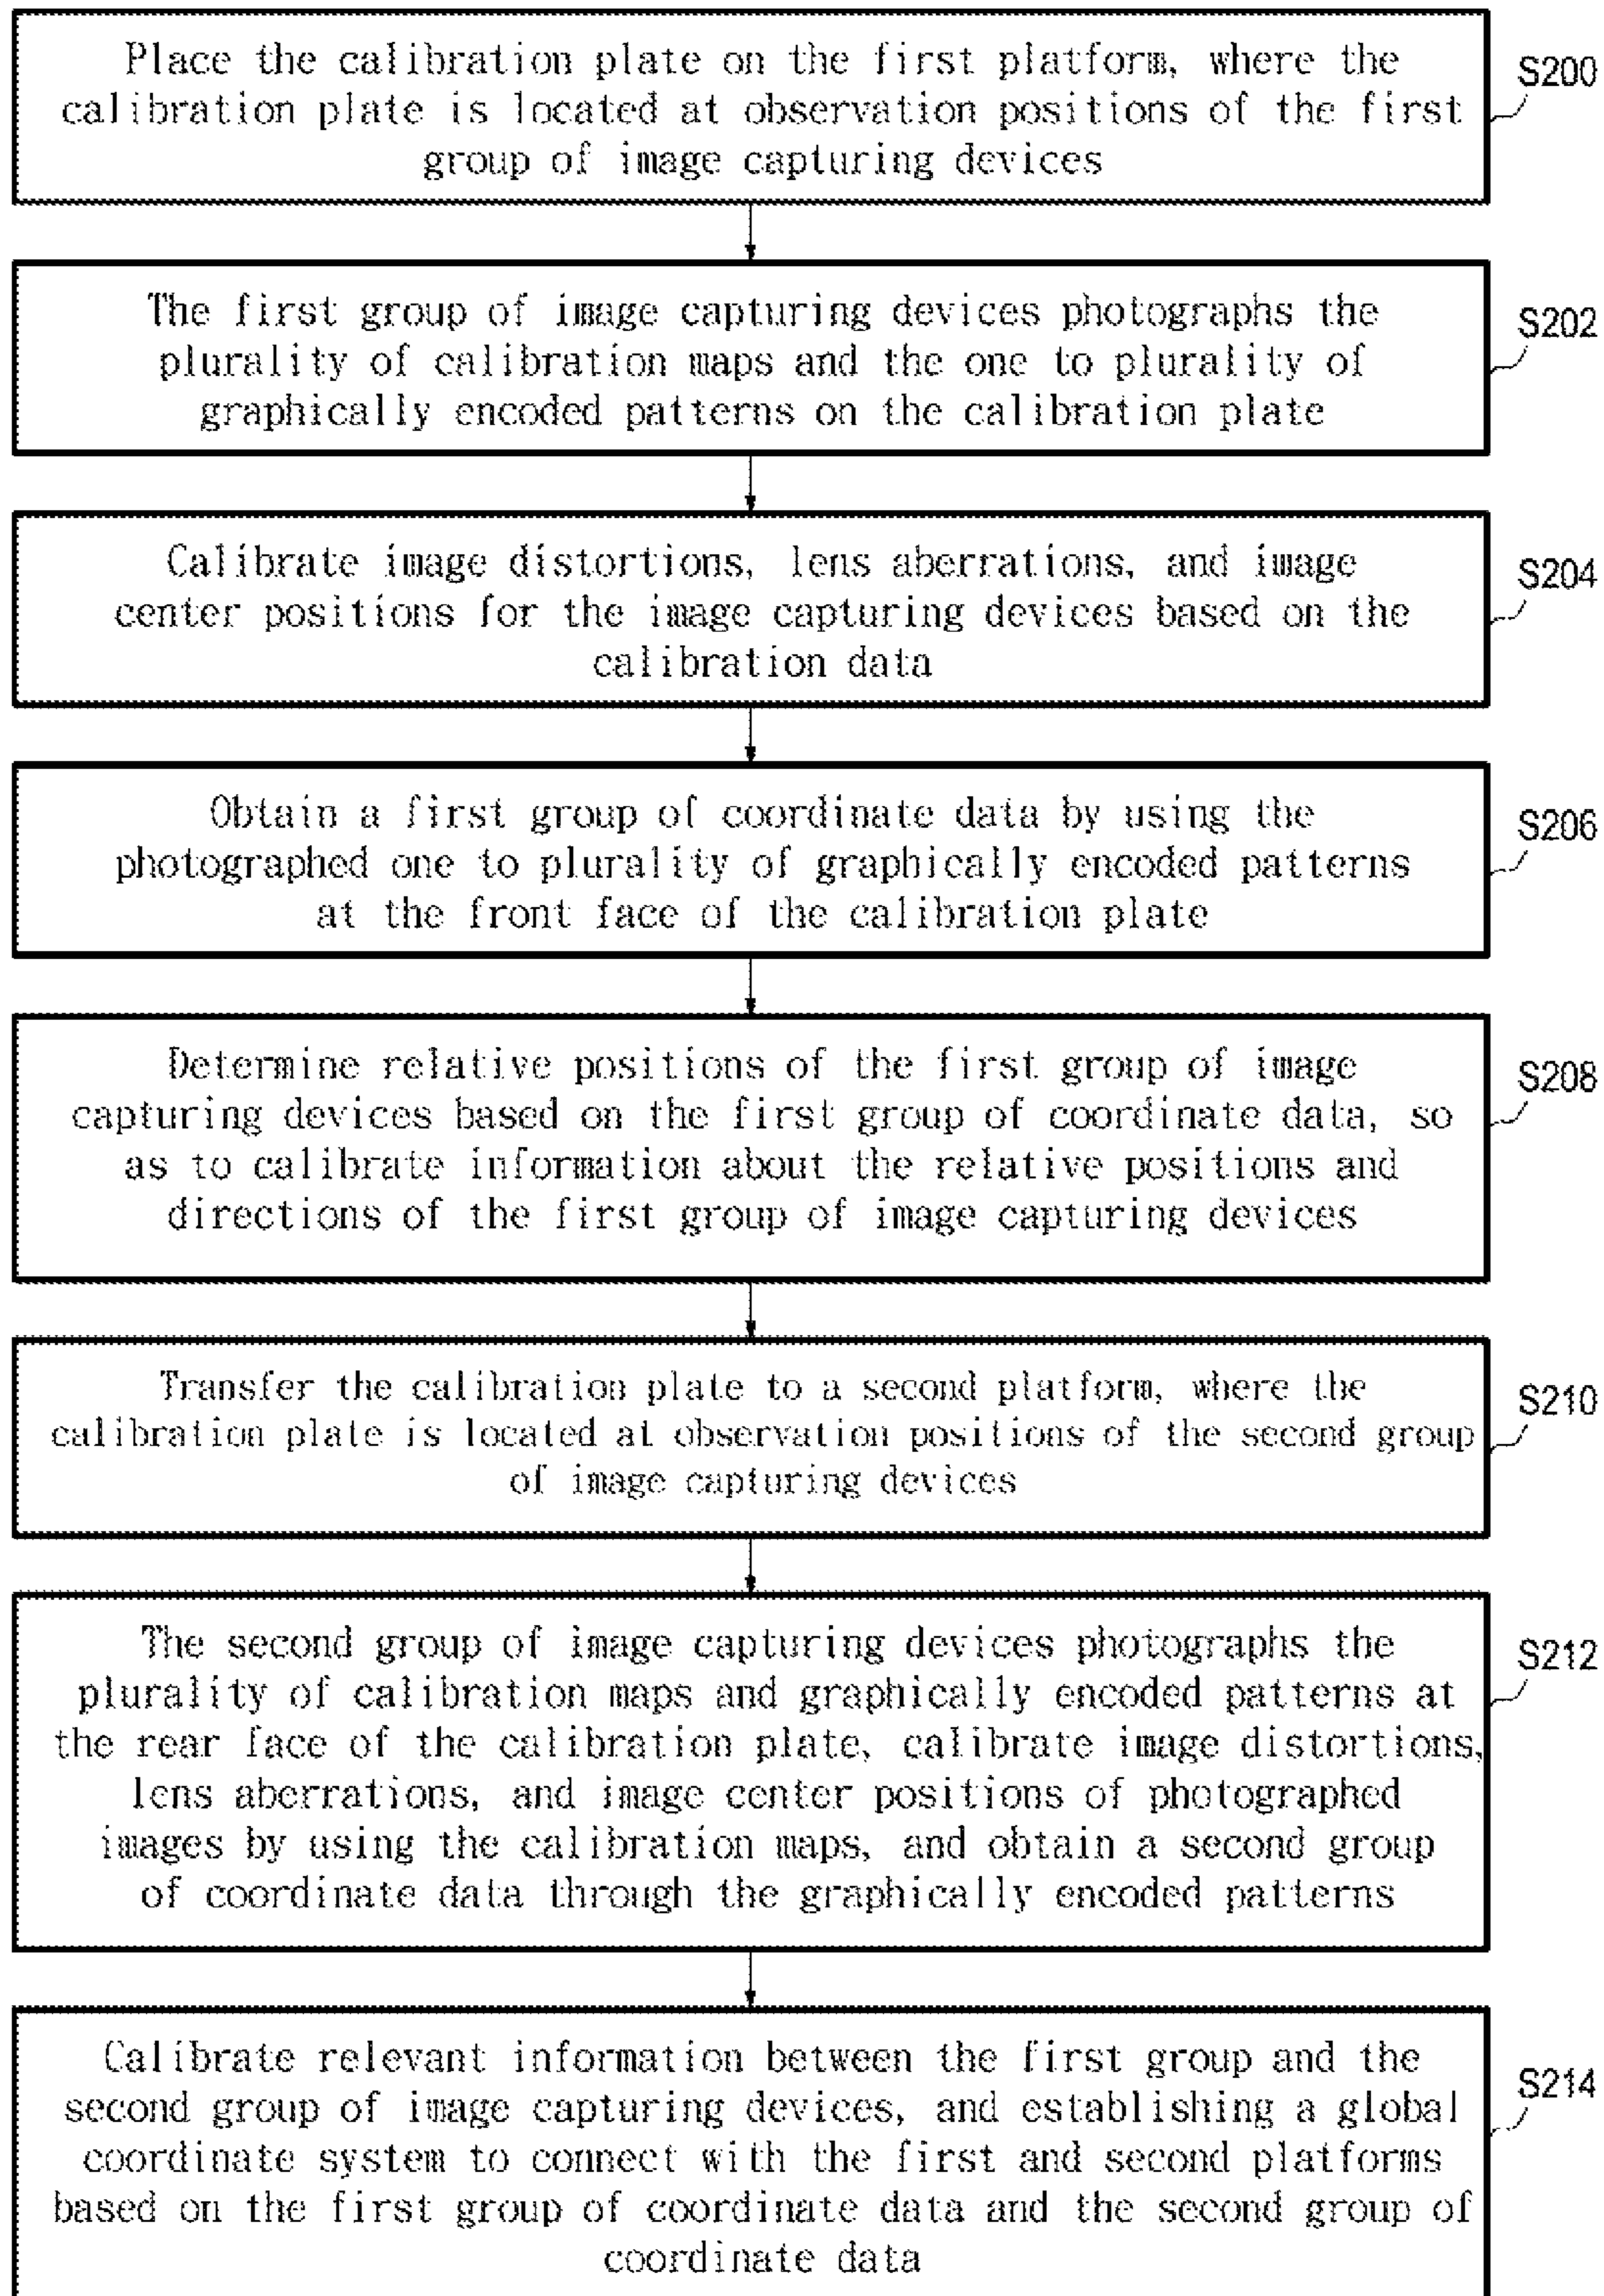 Place the calibration plate on the first platform, where the
calibration plate is located at observation positions of the first
group of image capturing devices
S200
The first group of image capturing devices photographs the
plurality of calibration maps and the one to plurality of
graphically encoded patterns on the calibration plate
S202
Calibrate image distortions, lens aberrations, and image
center positions for the image capturing devices based on the
calibration data
S204
Obtain a first group of coordinate data by using the
photographed one to plurality of graphically encoded patterns
at the front face of the calibration plate
S206
Determine relative positions of the first group of image
capturing devices based on the first group of coordinate data, so
as to calibrate information about the relative positions and
directions of the first group of image capturing devices
S208
Transfer the calibration plate to a second platform, where the
calibration plate is located at observation positions of the second group
of image capturing devices
S210
The second group of image capturing devices photographs the
plurality of calibration maps and graphically encoded patterns at
the rear face of the calibration plate, calibrate image distortions,
lens aberrations, and image center positions of photographed
images by using the calibration maps, and obtain a second group
of coordinate data through the graphically encoded patterns
S212
Calibrate relevant information between the first group and the
second group of image capturing devices, and establishing a global
coordinate system to connect with the first and second platforms
based on the first group of coordinate data and the second group of
coordinate data
S214